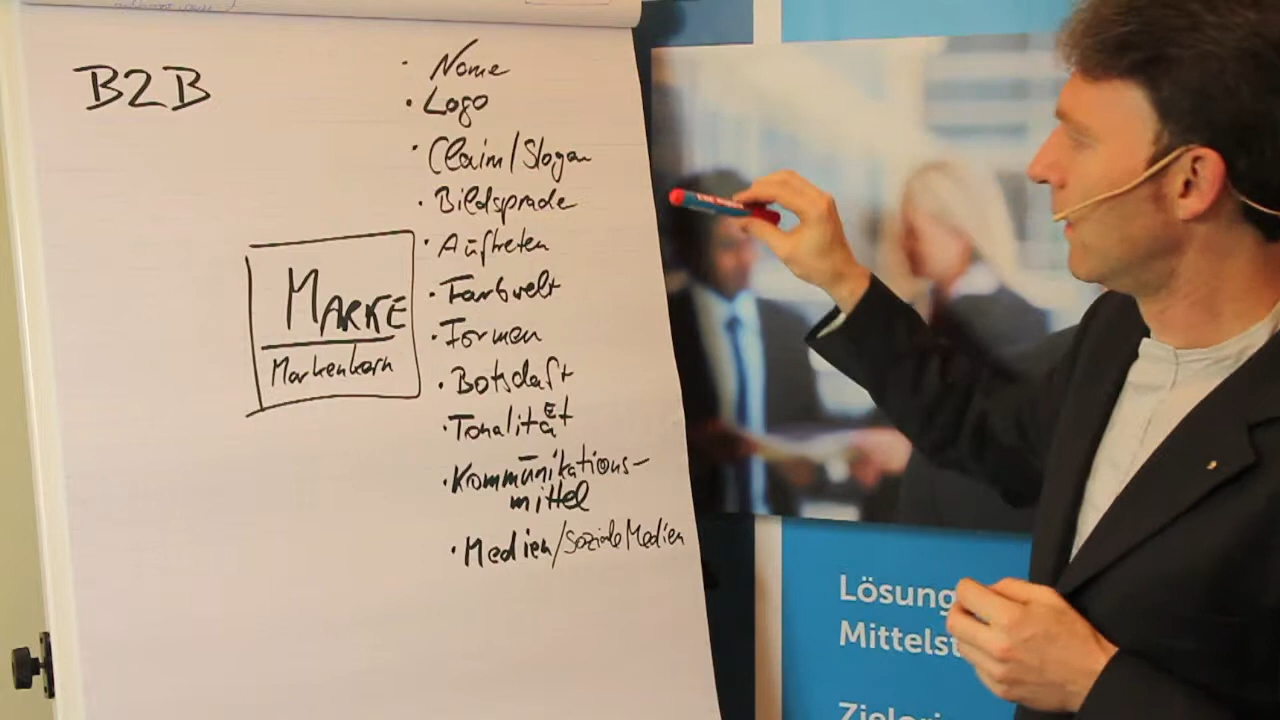 B2B
• Name
• Logo
• Claim/Slogan
• Bildsprache
• Auftreten
• Farbwelt
• Formen
• Botschaft
• Tonalität
• Kommunikations-
mittel
• Medien/Soziale Medien
MARKE
Markenkern
Lösung
Mittelst
Zielori